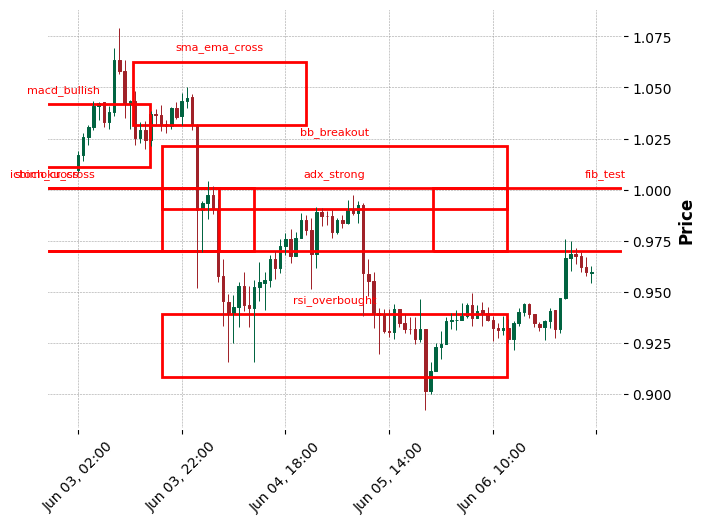 sma_ema_cross
macd_bullish
bb_breakout
adx_strong
fib_test
rsi_overbought
1.075
1.050
1.025
1.000
0.975
0.950
0.925
0.900
Price
Jun 03, 02:00
Jun 03, 22:00
Jun 04, 18:00
Jun 05, 14:00
Jun 06, 10:00